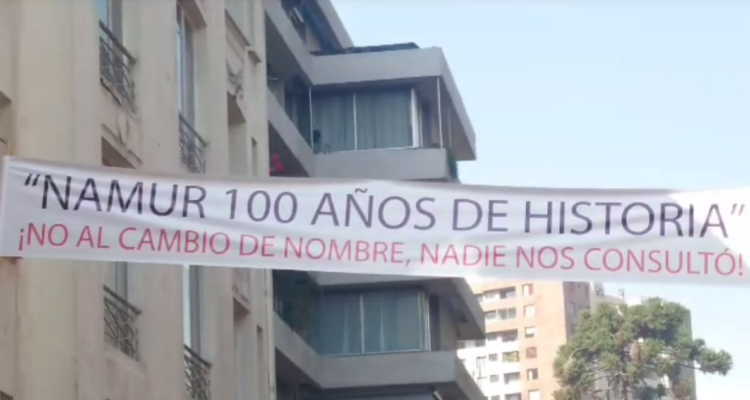 “NAMUR 100 AÑOS DE HISTORIA”
¡NO AL CAMBIO DE NOMBRE, NADIE NOS CONSULTÓ!